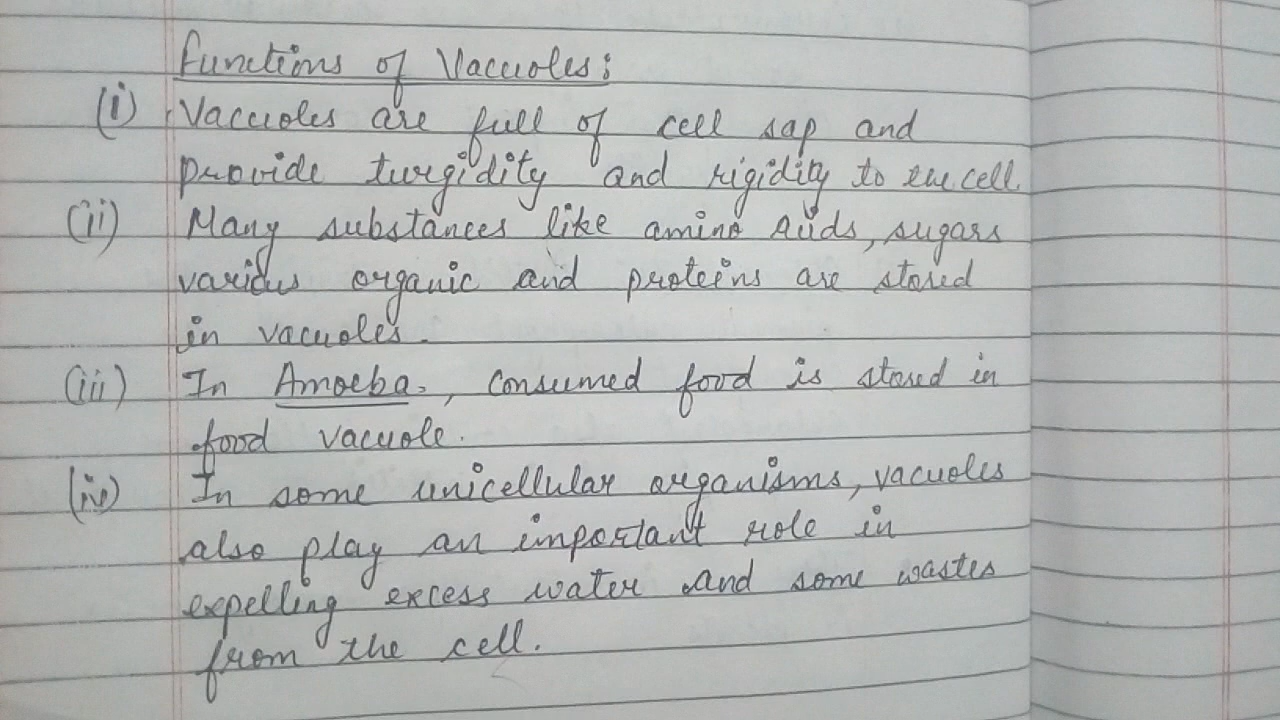 Functions of Vacuoles:
(i) Vacuoles are full of cell sap and
provide turgidity and rigidity to the cell.
(ii) Many substances like amino acids, sugars
various organic and proteins are stored
in vacuoles.
(iii) In Amoeba, consumed food is stored in
food vacuole.
(iv) In some unicellular organisms, vacuoles
also play an important role in
expelling excess water and some wastes
from the cell.